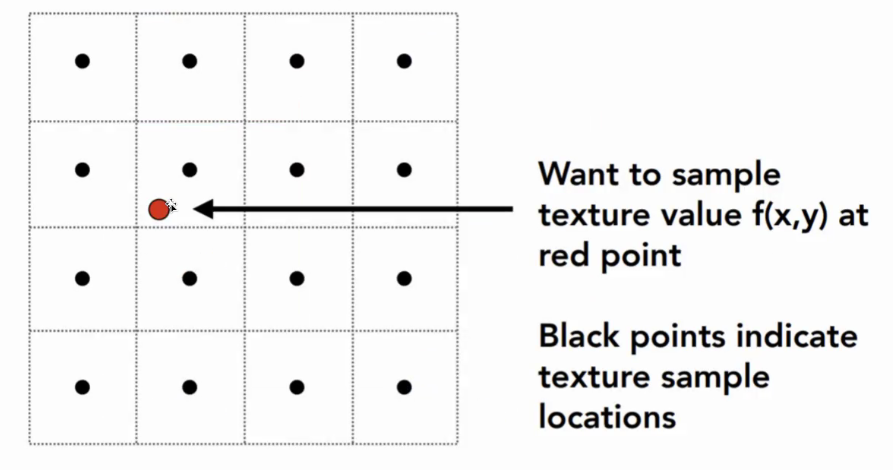 Want to sample
texture value f(x,y) at
red point
Black points indicate
texture sample
locations